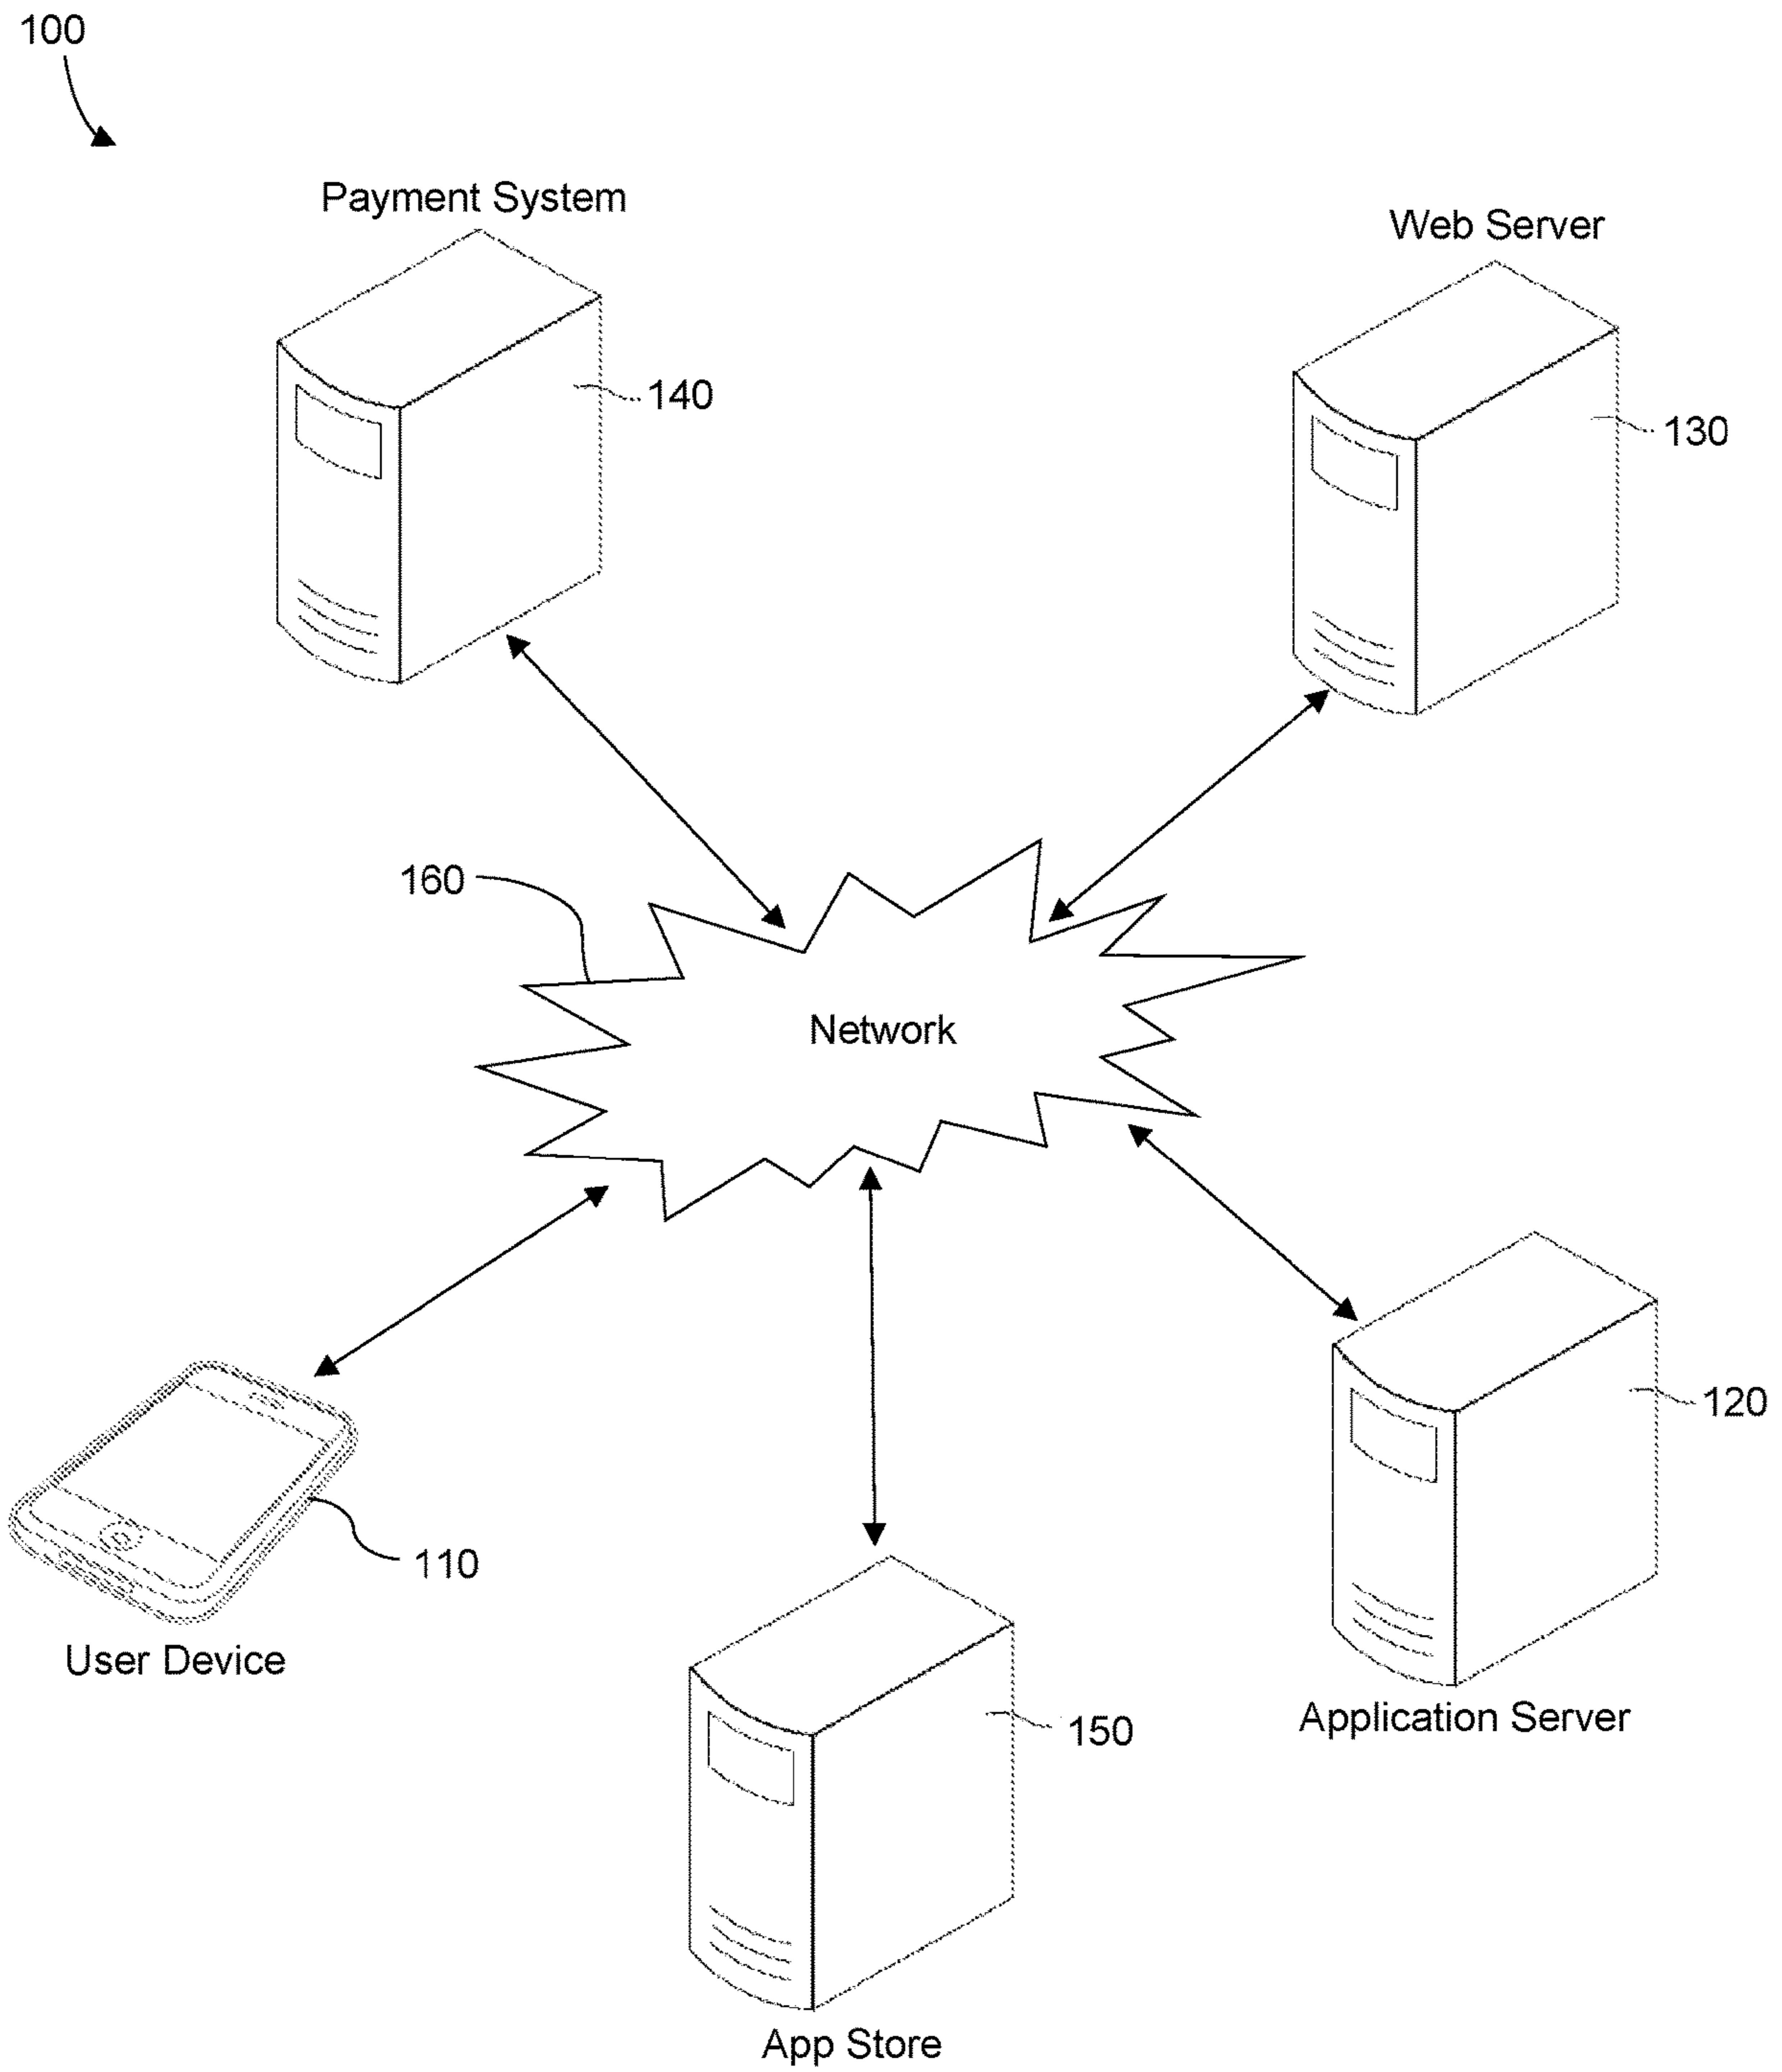 100
Payment System
Web Server
140
130
160
Network
120
110
User Device
Application Server
150
App Store